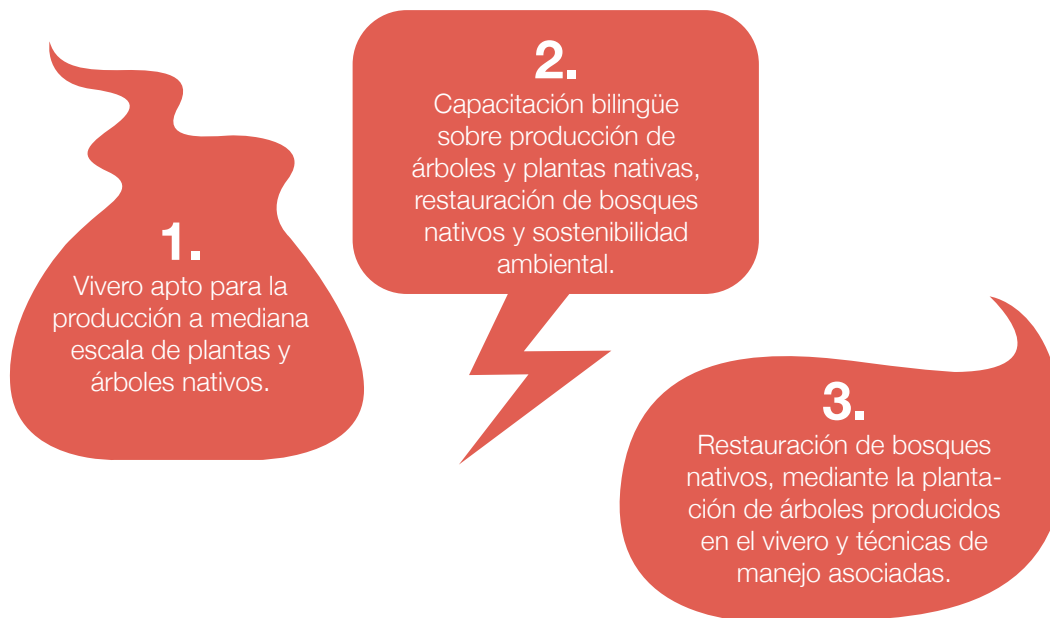 1.
Vivero apto para la
producción a mediana
escala de plantas y
árboles nativos.
2.
Capacitación bilingüe
sobre producción de
árboles y plantas nativas,
restauración de bosques
nativos y sostenibilidad
ambiental.
3.
Restauración de bosques
nativos, mediante la planta-
ción de árboles producidos
en el vivero y técnicas de
manejo asociadas.